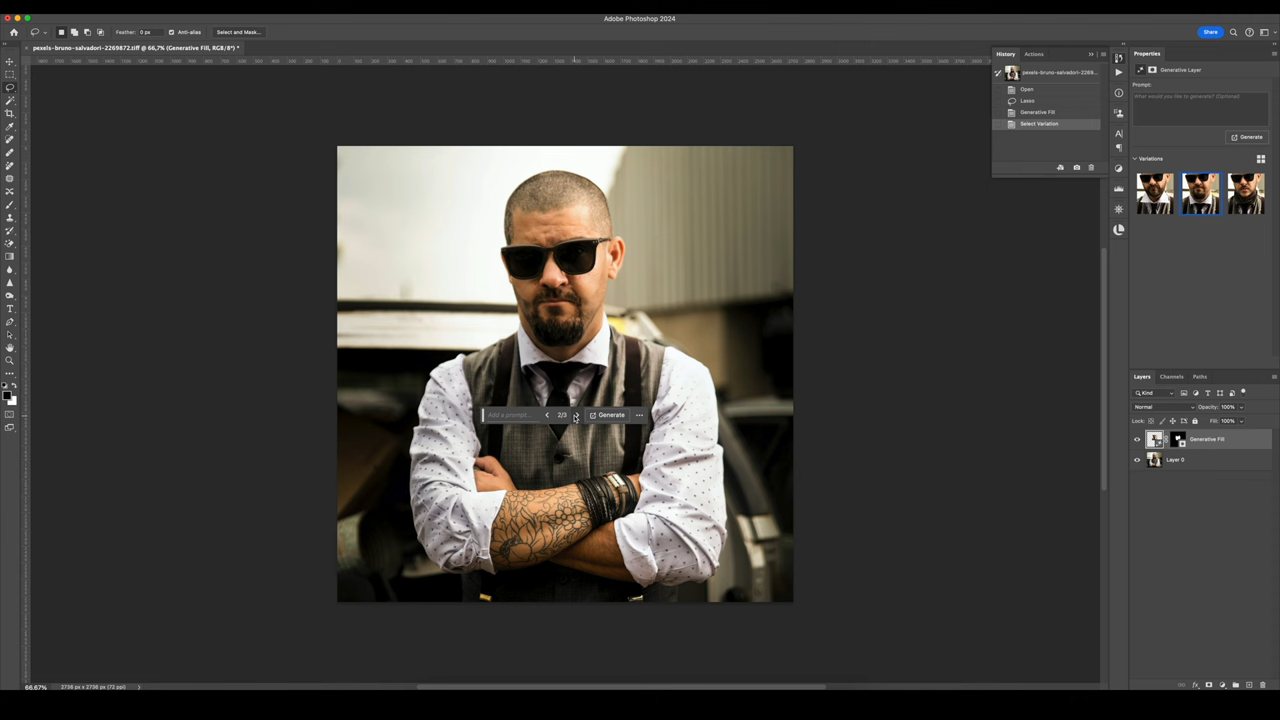 Adobe Photoshop 2024
Feather: 0 px
Anti-alias
Select and Mask...
Share
pexels-bruno-salvadori-2269872.tiff @ 66,7% (Generative Fill, RGB/8*) *
History
Actions
pexels-bruno-salvadori-2269...
Open
Lasso
Generative Fill
Select Variation
Properties
Generative Layer
Prompt:
What would you like to generate? (Optional)
Generate
Variations
Add a prompt...
2/3
Generate
Layers
Channels
Paths
Kind
Normal
Opacity: 100%
Lock:
Fill: 100%
Generative Fill
Layer 0
66.67%
2736 px x 2736 px (72 ppi)